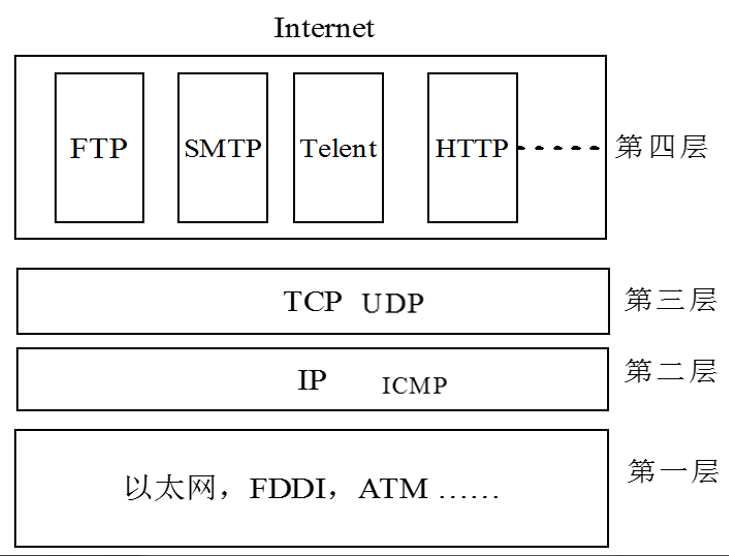 Internet
FTP SMTP Telent HTTP 第四层
TCP UDP 第三层
IP ICMP 第二层
以太网，FDDI，ATM …… 第一层